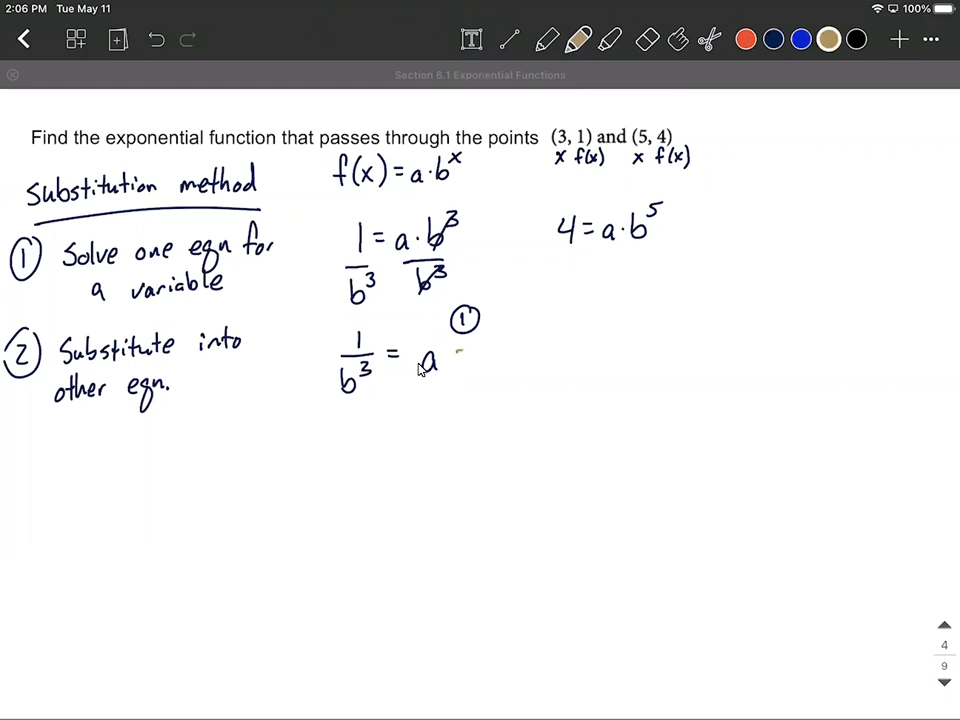 2:06 PM Tue May 11
100%
Section 6.1 Exponential Functions
Find the exponential function that passes through the points (3, 1) and (5, 4)
x f(x) x f(x)
Substitution method
f(x) = a·b^x
① Solve one eqn for
a variable
1 = a·b^3
b^3 b^3
4 = a·b^5
② Substitute into
other eqn.
①
1/b^3 = a
4
9